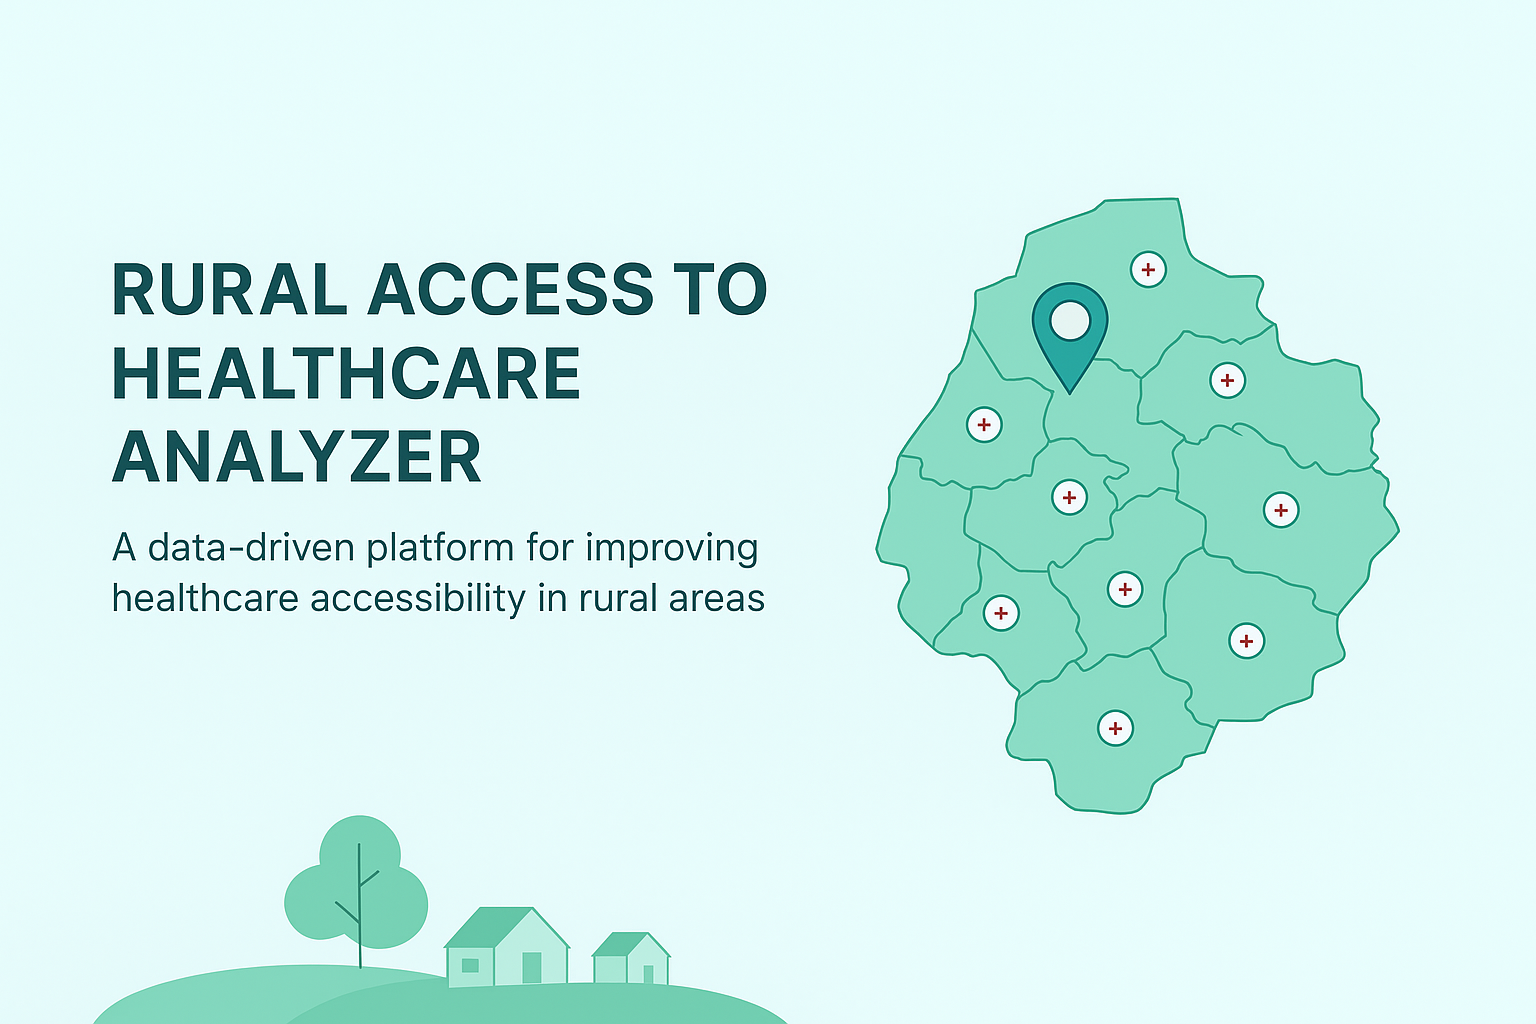 RURAL ACCESS TO
HEALTHCARE
ANALYZER
A data-driven platform for improving
healthcare accessibility in rural areas